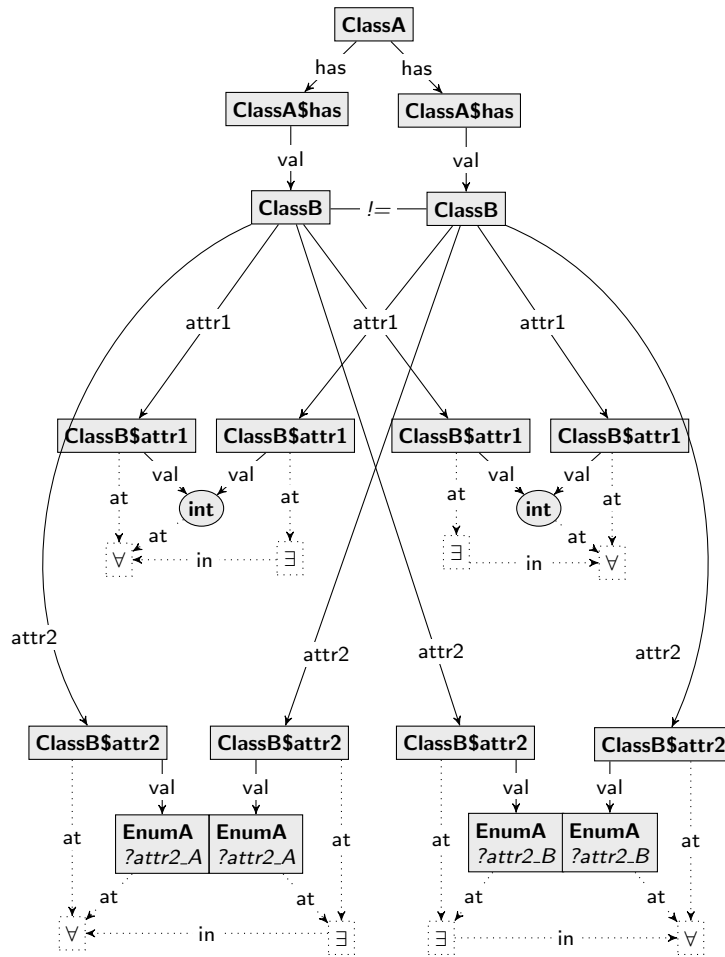 ClassA
has has
ClassA$has ClassA$has
val val
ClassB != ClassB
attr1 attr1 attr1
ClassB$attr1 ClassB$attr1 ClassB$attr1 ClassB$attr1
val val val val
at at at at
int int
at at
∀ in ∃ ∃ in ∀
attr2 attr2 attr2 attr2
ClassB$attr2 ClassB$attr2 ClassB$attr2 ClassB$attr2
val val val val
EnumA EnumA EnumA EnumA
at ?attr2_A ?attr2_A at at ?attr2_B ?attr2_B at
at at at at
∀ in ∃ ∃ in ∀